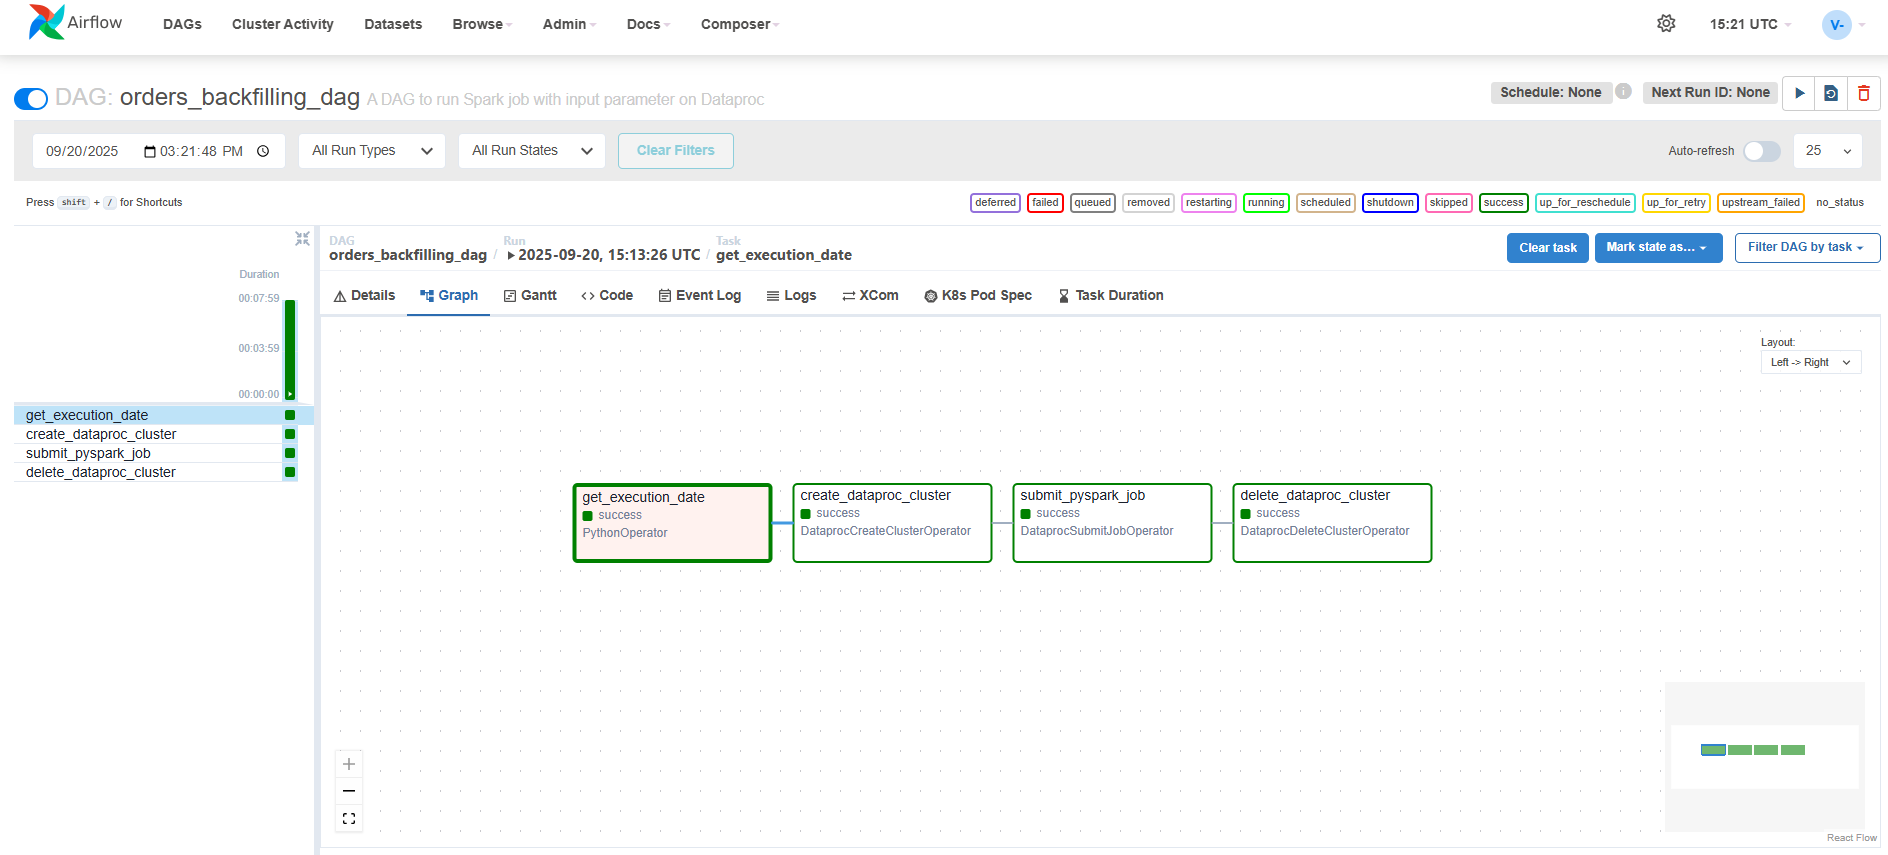 Airflow
DAGs
Cluster Activity
Datasets
Browse
Admin
Docs
Composer
15:21 UTC
V-
DAG: orders_backfilling_dag A DAG to run Spark job with input parameter on Dataproc
Schedule: None
i
Next Run ID: None
09/20/2025 03:21:48 PM
All Run Types
All Run States
Clear Filters
Auto-refresh
25
Press shift + / for Shortcuts
deferred
failed
queued
removed
restarting
running
scheduled
shutdown
skipped
success
up_for_reschedule
up_for_retry
upstream_failed
no_status
Duration
00:07:59
00:03:59
00:00:00
get_execution_date
create_dataproc_cluster
submit_pyspark_job
delete_dataproc_cluster
DAG
orders_backfilling_dag /
Run
2025-09-20, 15:13:26 UTC /
Task
get_execution_date
Clear task
Mark state as...
Filter DAG by task
Details
Graph
Gantt
Code
Event Log
Logs
XCom
K8s Pod Spec
Task Duration
Layout:
Left -> Right
get_execution_date
success
PythonOperator
create_dataproc_cluster
success
DataprocCreateClusterOperator
submit_pyspark_job
success
DataprocSubmitJobOperator
delete_dataproc_cluster
success
DataprocDeleteClusterOperator
React Flow